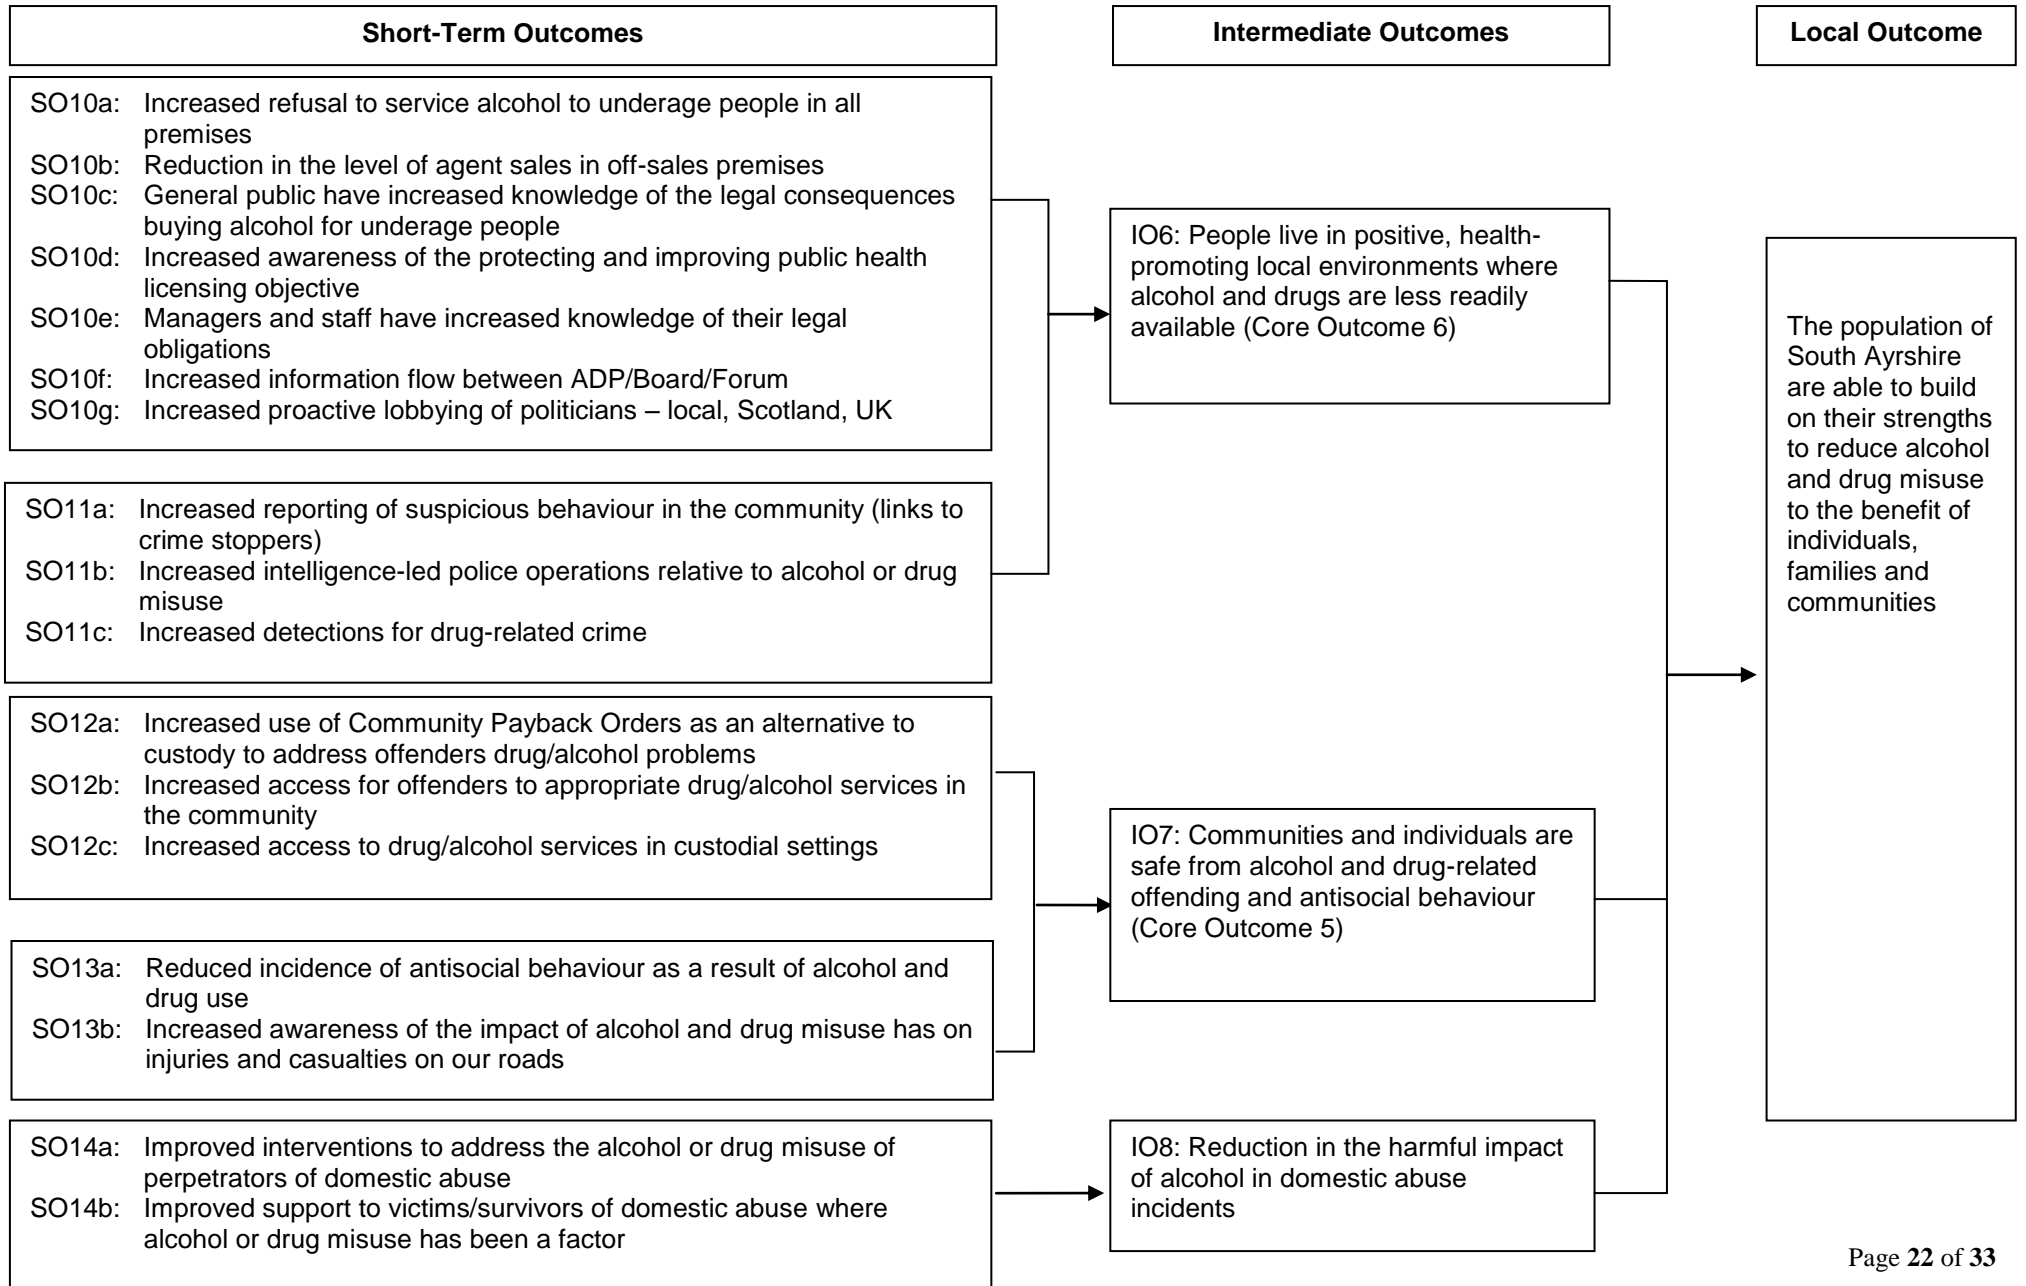 Short-Term Outcomes
Intermediate Outcomes
Local Outcome
SO10a: Increased refusal to service alcohol to underage people in all
premises
SO10b: Reduction in the level of agent sales in off-sales premises
SO10c: General public have increased knowledge of the legal consequences
buying alcohol for underage people
SO10d: Increased awareness of the protecting and improving public health
licensing objective
SO10e: Managers and staff have increased knowledge of their legal
obligations
SO10f: Increased information flow between ADP/Board/Forum
SO10g: Increased proactive lobbying of politicians – local, Scotland, UK
SO11a: Increased reporting of suspicious behaviour in the community (links to
crime stoppers)
SO11b: Increased intelligence-led police operations relative to alcohol or drug
misuse
SO11c: Increased detections for drug-related crime
SO12a: Increased use of Community Payback Orders as an alternative to
custody to address offenders drug/alcohol problems
SO12b: Increased access for offenders to appropriate drug/alcohol services in
the community
SO12c: Increased access to drug/alcohol services in custodial settings
SO13a: Reduced incidence of antisocial behaviour as a result of alcohol and
drug use
SO13b: Increased awareness of the impact of alcohol and drug misuse has on
injuries and casualties on our roads
SO14a: Improved interventions to address the alcohol or drug misuse of
perpetrators of domestic abuse
SO14b: Improved support to victims/survivors of domestic abuse where
alcohol or drug misuse has been a factor
IO6: People live in positive, health-
promoting local environments where
alcohol and drugs are less readily
available (Core Outcome 6)
IO7: Communities and individuals are
safe from alcohol and drug-related
offending and antisocial behaviour
(Core Outcome 5)
IO8: Reduction in the harmful impact
of alcohol in domestic abuse
incidents
The population of
South Ayrshire
are able to build
on their strengths
to reduce alcohol
and drug misuse
to the benefit of
individuals,
families and
communities
Page 22 of 33